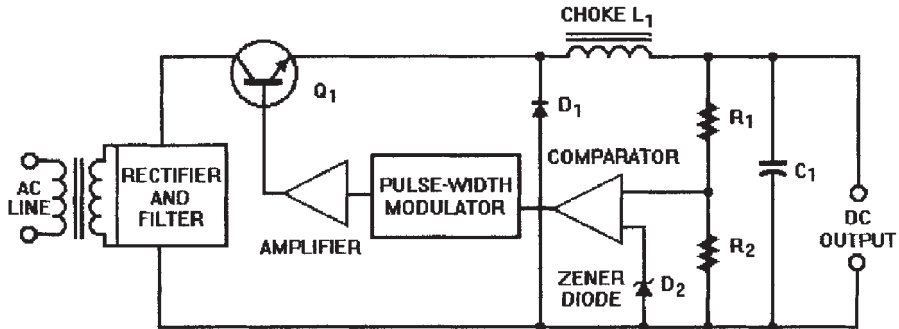 CHOKE L1
Q1
D1
R1
COMPARATOR
AC
LINE
RECTIFIER
AND
FILTER
PULSE-WIDTH
MODULATOR
C1
AMPLIFIER
DC
OUTPUT
ZENER
DIODE
D2
R2